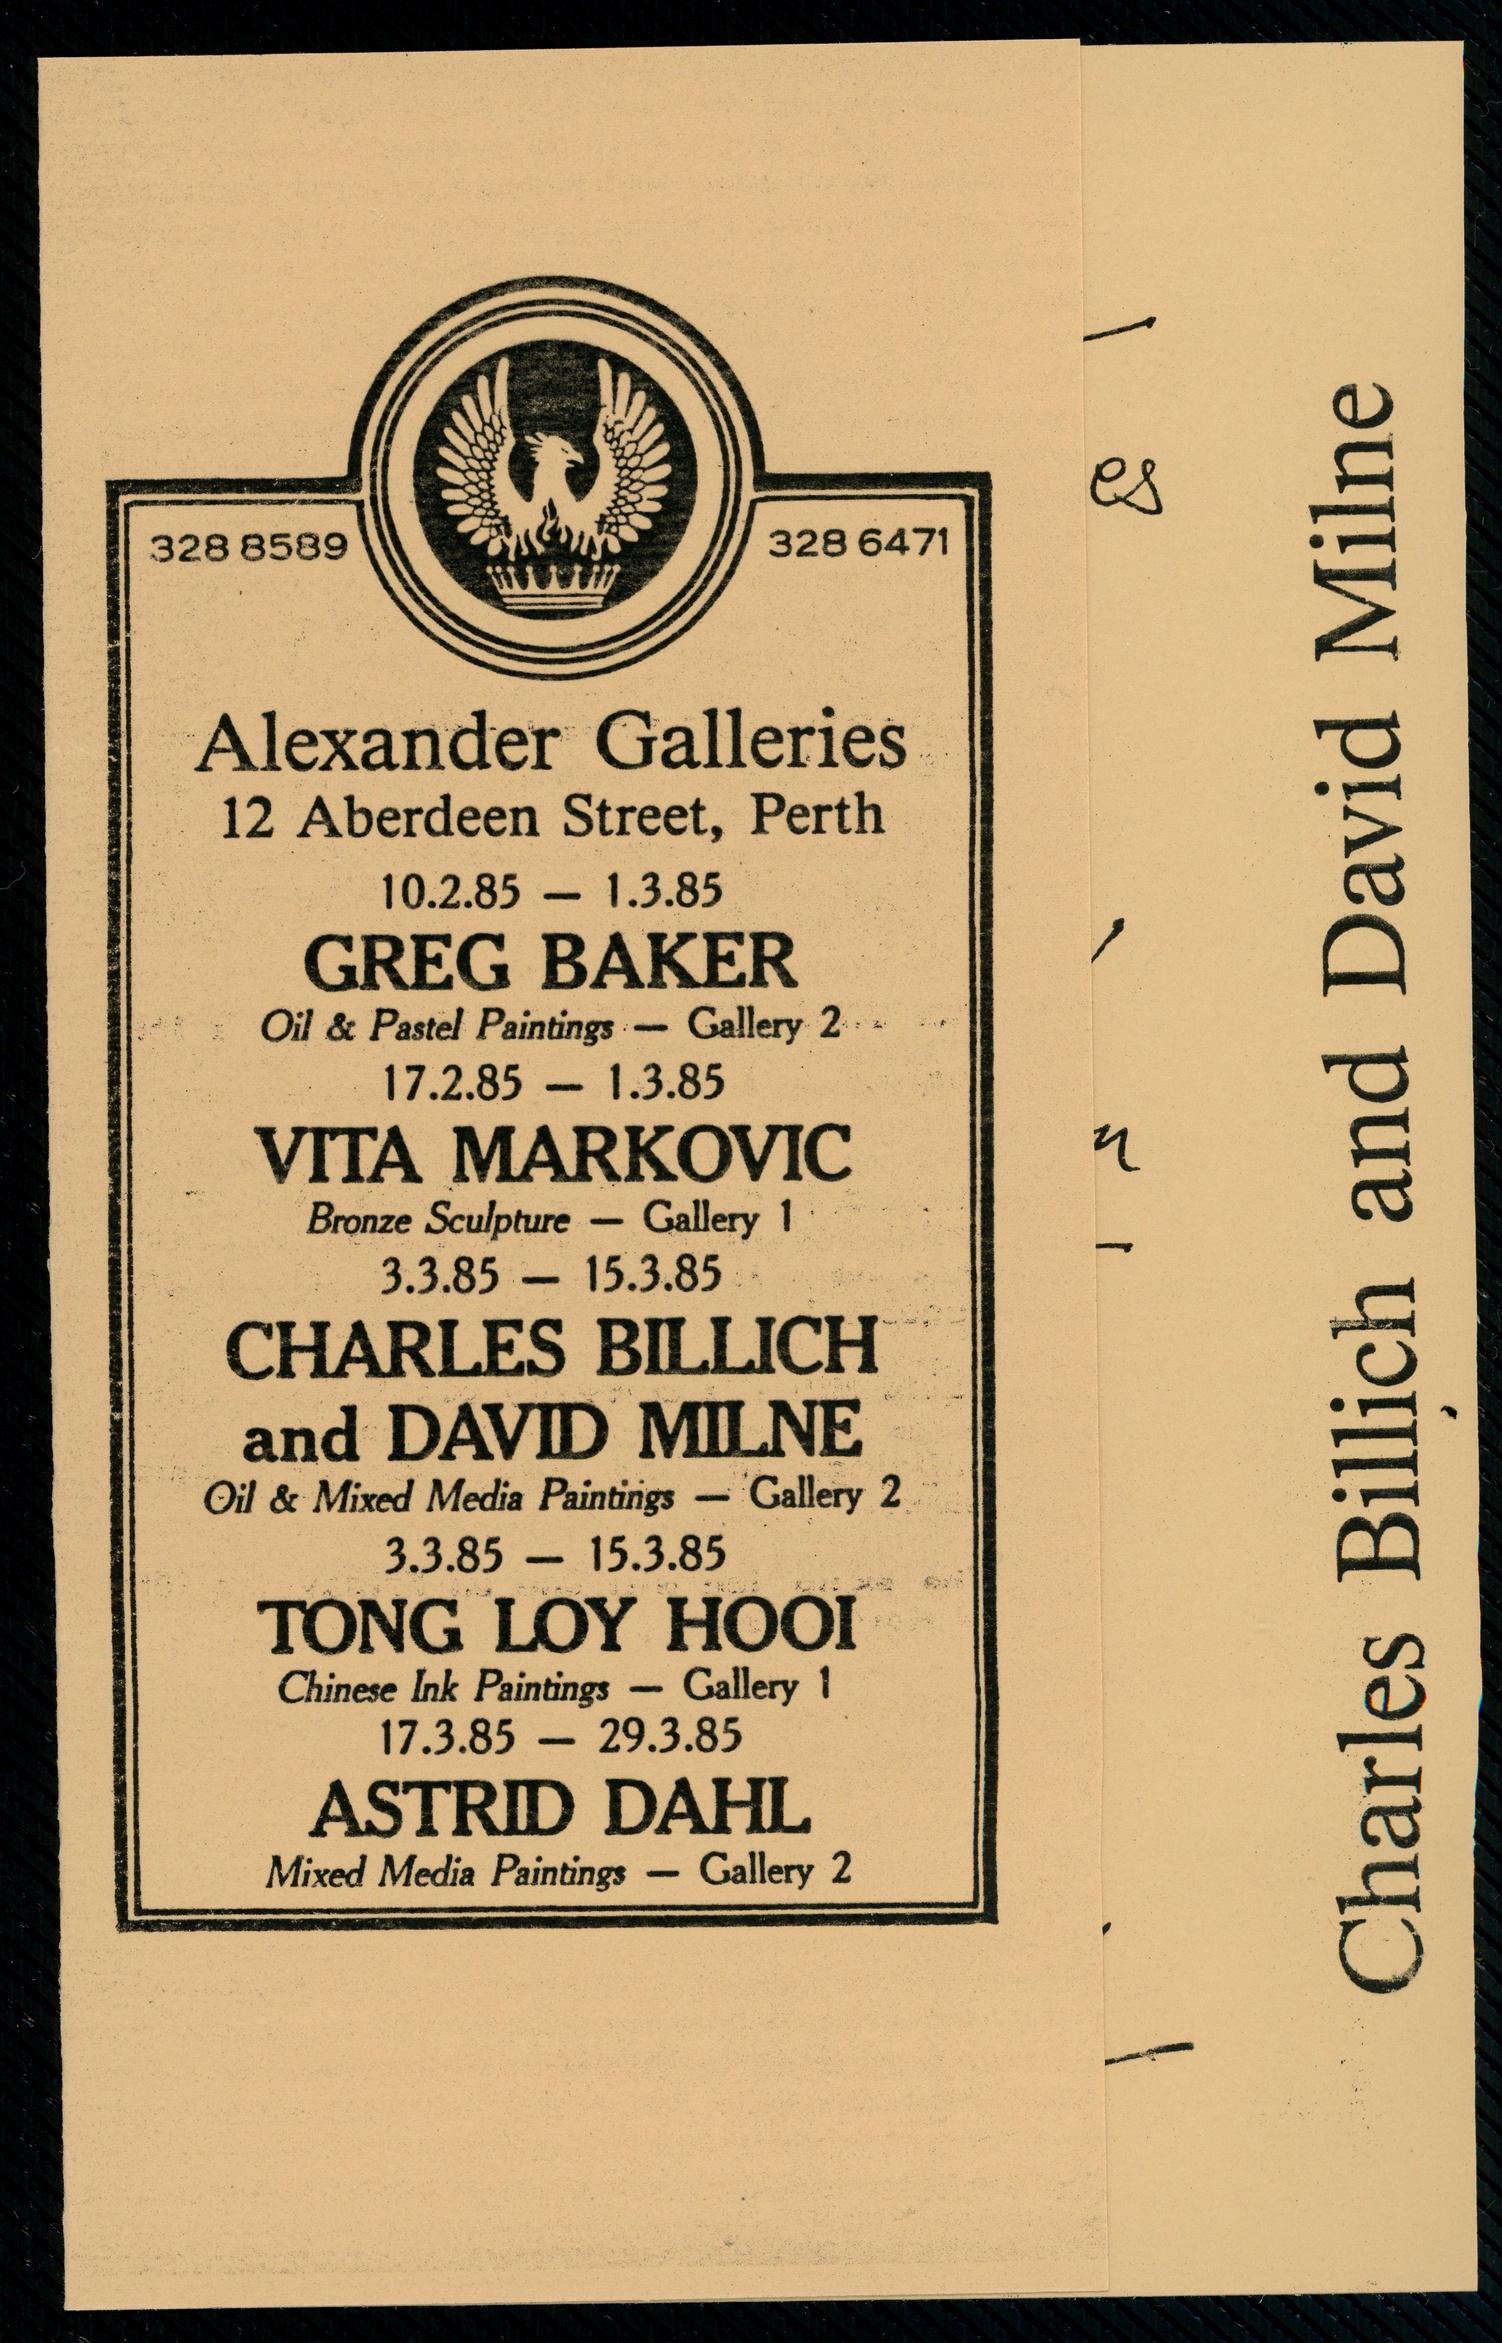 328 8589
328 6471
Alexander Galleries
12 Aberdeen Street, Perth
10.2.85 — 1.3.85
GREG BAKER
Oil & Pastel Paintings — Gallery 2
17.2.85 — 1.3.85
VITA MARKOVIC
Bronze Sculpture — Gallery 1
3.3.85 — 15.3.85
CHARLES BILLICH
and DAVID MILNE
Oil & Mixed Media Paintings — Gallery 2
3.3.85 — 15.3.85
TONG LOY HOOI
Chinese Ink Paintings — Gallery 1
17.3.85 — 29.3.85
ASTRID DAHL
Mixed Media Paintings — Gallery 2
es
n
Charles Billich and David Milne